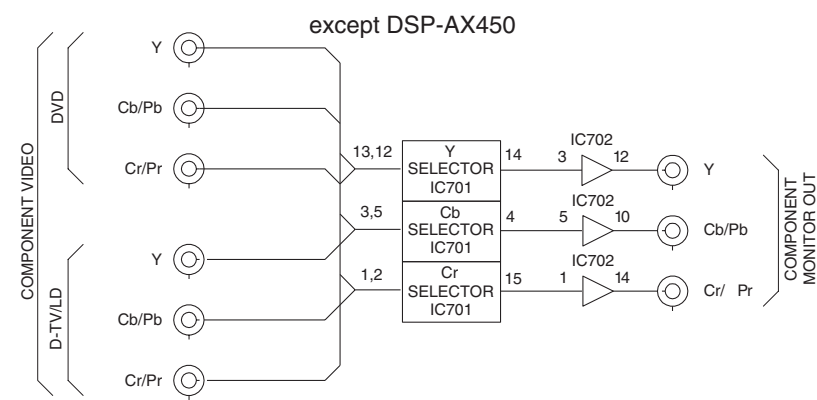 except DSP-AX450
COMPONENT VIDEO
DVD
Y
Cb/Pb
Cr/Pr
D-TV/LD
Y
Cb/Pb
Cr/Pr
13,12
Y
SELECTOR
IC701
14
3
IC702
12
Y
3,5
Cb
SELECTOR
IC701
4
5
IC702
10
Cb/Pb
1,2
Cr
SELECTOR
IC701
15
1
IC702
14
Cr/ Pr
COMPONENT
MONITOR OUT